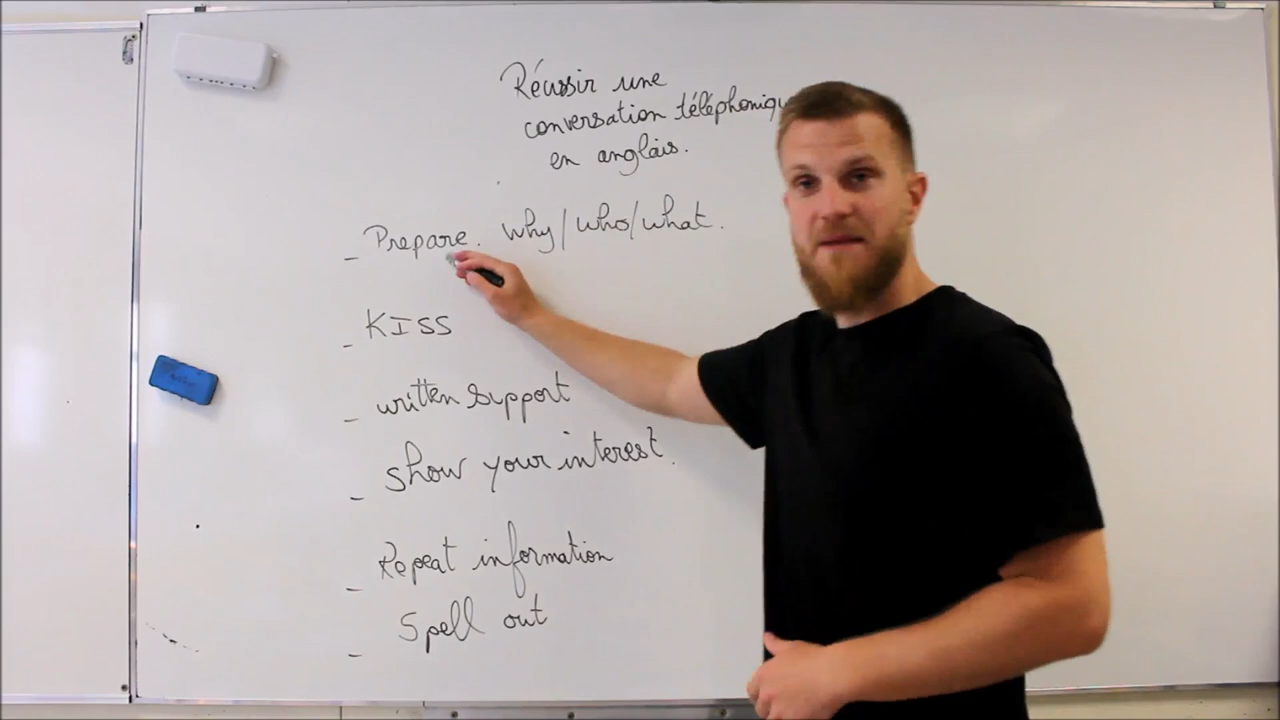 Réussir une
conversation téléphoniqu
en anglais.
- Prepare. Why/who/what.
- KISS
- written support
- show your interest.
- Repeat information
- Spell out